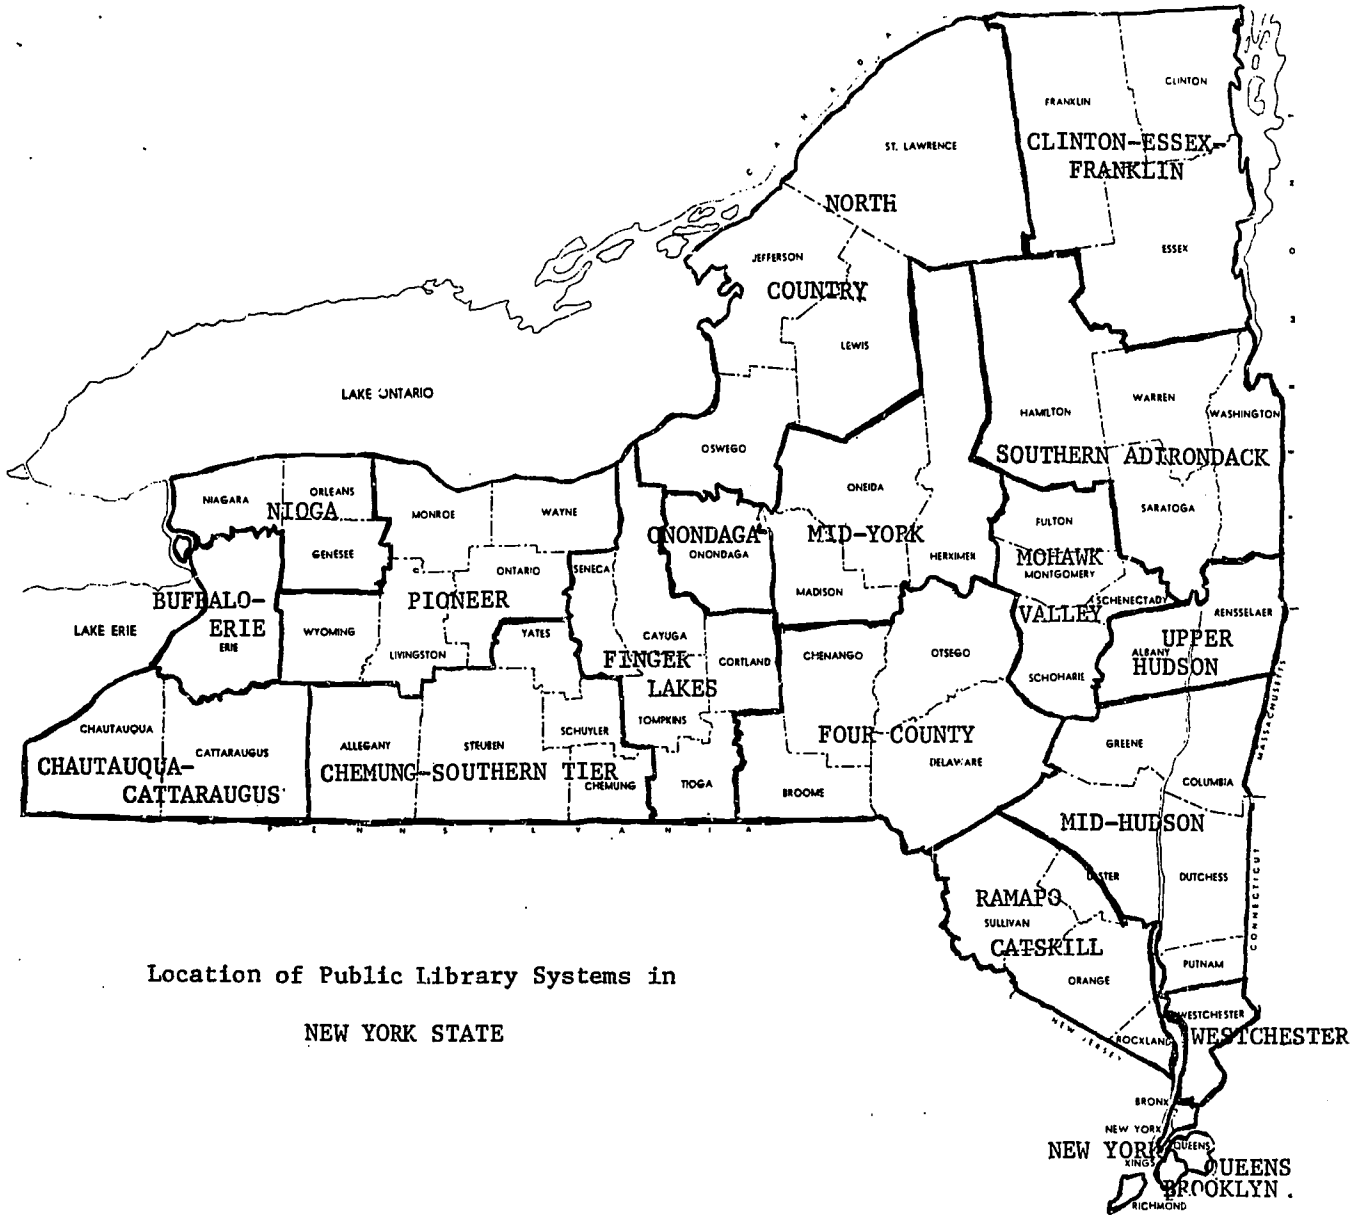 CANADA
CLINTON
FRANKLIN
CLINTON-ESSEX-
FRANKLIN
ST. LAWRENCE
NORTH
ESSEX
JEFFERSON
COUNTRY
LEWIS
LAKE ONTARIO
HAMILTON
WARREN
WASHINGTON
SOUTHERN ADIRONDACK
SARATOGA
OSWEGO
ONEIDA
NIAGARA
ORLEANS
NIOGA
GENESEE
MONROE
WAYNE
ONONDAGA-
ONONDAGA
MID-YORK
HERKIMER
MADISON
FULTON
MOHAWK
MONTGOMERY
SCHENECTADY
VALLEY
SCHOHARIE
RENSSELAER
UPPER
ALBANY
HUDSON
SENECA
ONTARIO
PIONEER
BUFFALO-
ERIE
ERIE
LAKE ERIE
WYOMING
LIVINGSTON
YATES
CAYUGA
FINGER
LAKES
CORTLAND
TOMPKINS
CHENANGO
OTSEGO
FOUR COUNTY
DELAWARE
BROOME
TIOGA
SCHUYLER
CHEMUNG
CHEMUNG-SOUTHERN TIER
STEUBEN
ALLEGANY
CHAUTAUQUA
CATTARAUGUS
CHAUTAUQUA-
CATTARAUGUS
PENNSYLVANIA
GREENE
COLUMBIA
MASSACHUSETTS
MID-HUDSON
ULSTER
DUTCHESS
CONNECTICUT
PUTNAM
RAMAPO
SULLIVAN
CATSKILL
ORANGE
NEW JERSEY
ROCKLAND
WESTCHESTER
WESTCHESTER
BRONX
NEW YORK
NEW YORK
QUEENS
KINGS
QUEENS
BROOKLYN
RICHMOND
Location of Public Library Systems in
NEW YORK STATE